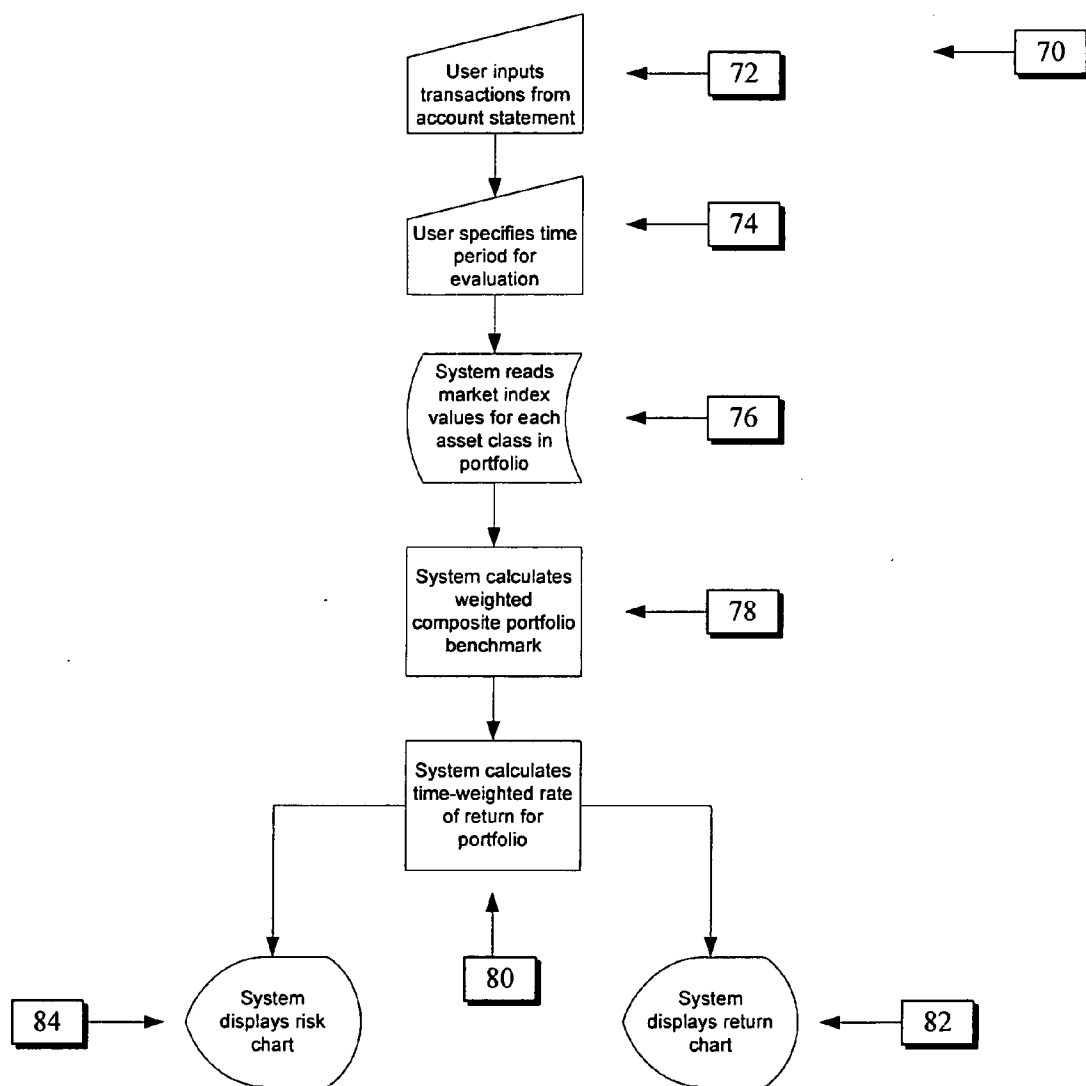 70
User inputs
transactions from
account statement
72
User specifies time
period for
evaluation
74
System reads
market index
values for each
asset class in
portfolio
76
System calculates
weighted
composite portfolio
benchmark
78
System calculates
time-weighted rate
of return for
portfolio
80
84
System
displays risk
chart
System
displays return
chart
82